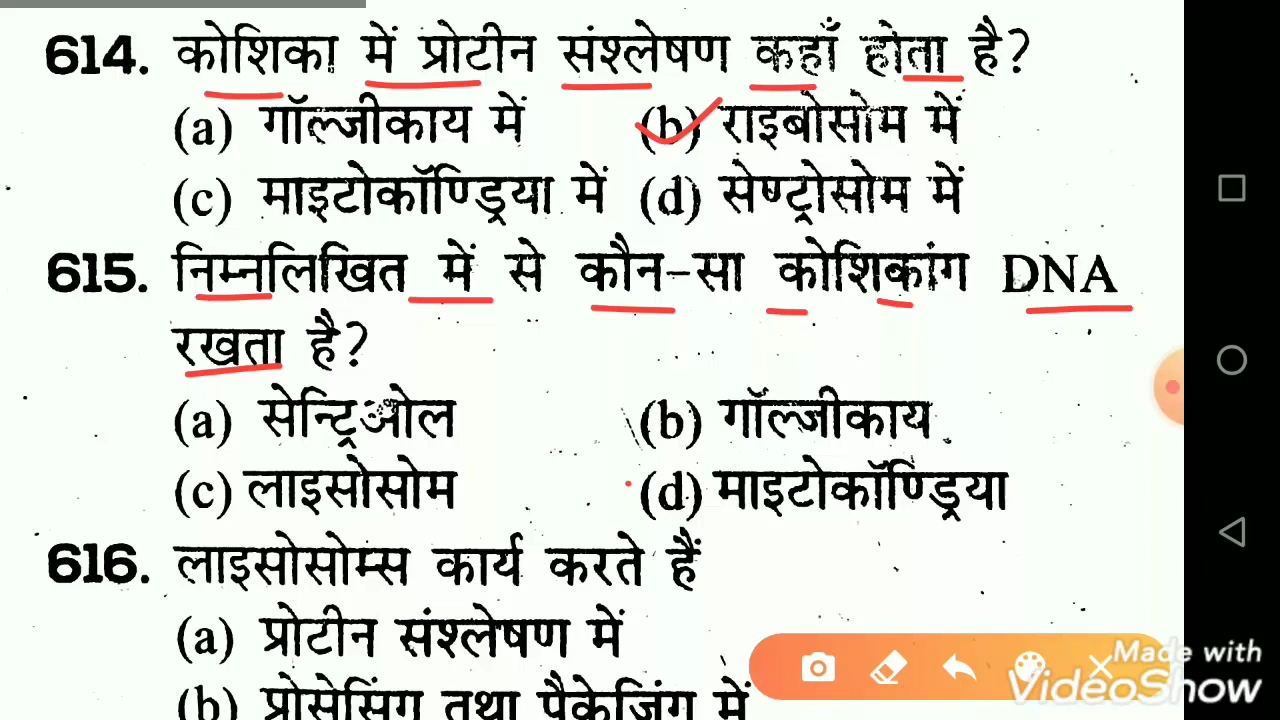 614. कोशिका में प्रोटीन संश्लेषण कहाँ होता है?
(a) गॉल्जीकाय में (b) राइबोसोम में
(c) माइटोकॉण्ड्रिया में (d) सेण्ट्रोसोम में
615. निम्नलिखित में से कौन-सा कोशिकांग DNA
रखता है?
(a) सेन्ट्रिओल (b) गॉल्जीकाय
(c) लाइसोसोम (d) माइटोकॉण्ड्रिया
616. लाइसोसोम्स कार्य करते हैं
(a) प्रोटीन संश्लेषण में
(b) प्रोसेसिंग तथा पैकेजिंग में
Made with
VideoShow